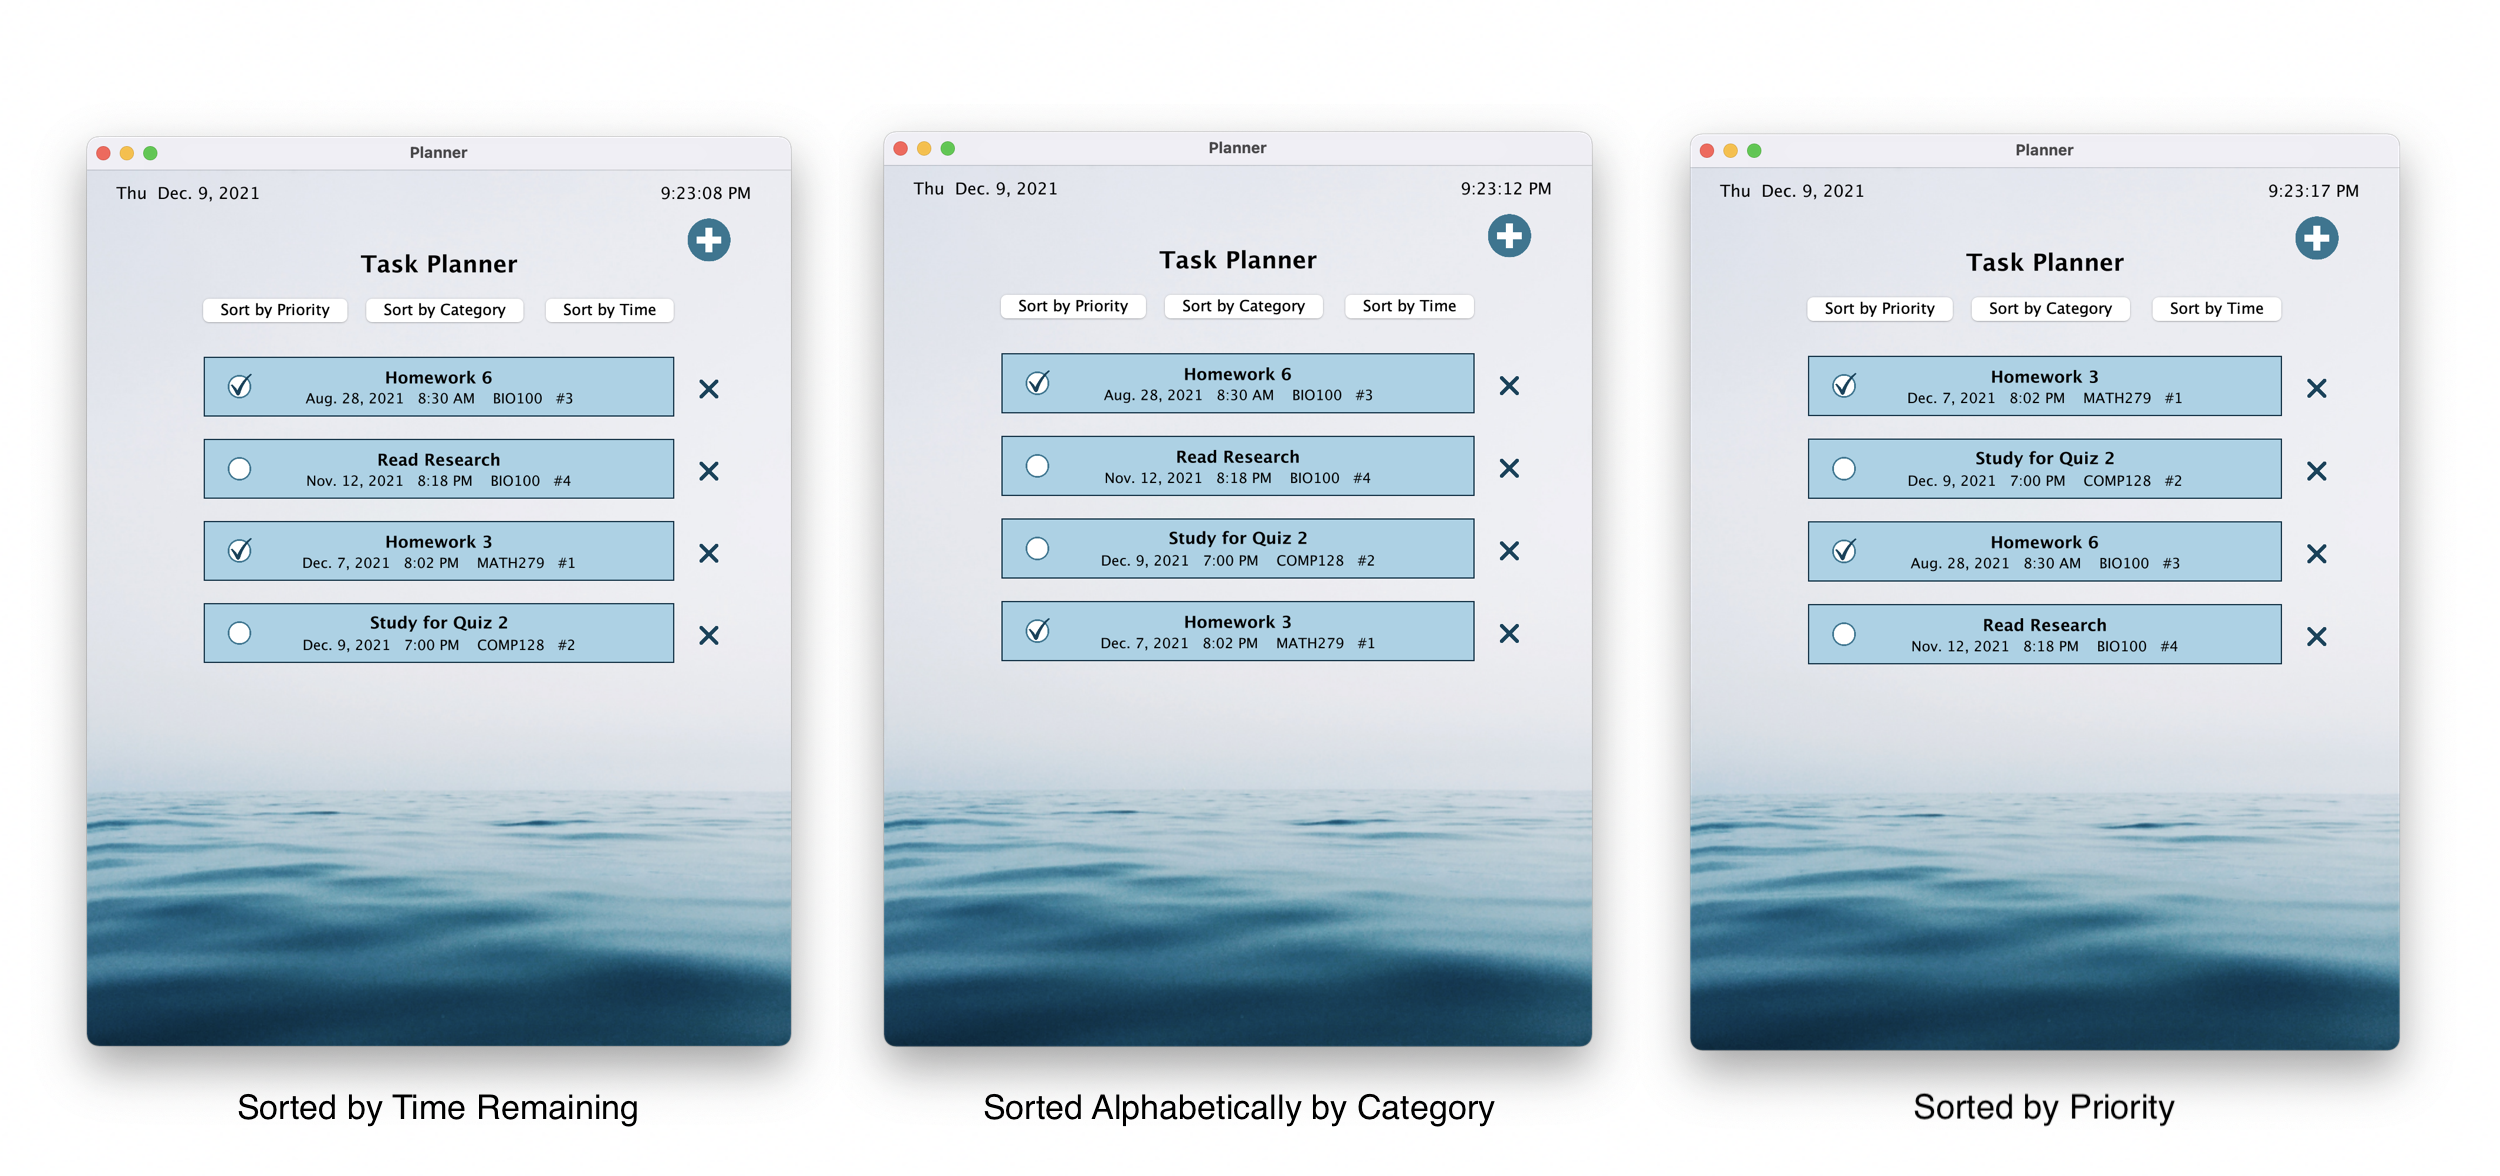 Planner
Thu Dec. 9, 2021 9:23:08 PM
Task Planner
Sort by Priority Sort by Category Sort by Time
Homework 6
Aug. 28, 2021 8:30 AM BIO100 #3
Read Research
Nov. 12, 2021 8:18 PM BIO100 #4
Homework 3
Dec. 7, 2021 8:02 PM MATH279 #1
Study for Quiz 2
Dec. 9, 2021 7:00 PM COMP128 #2
Sorted by Time Remaining
Planner
Thu Dec. 9, 2021 9:23:12 PM
Task Planner
Sort by Priority Sort by Category Sort by Time
Homework 6
Aug. 28, 2021 8:30 AM BIO100 #3
Read Research
Nov. 12, 2021 8:18 PM BIO100 #4
Study for Quiz 2
Dec. 9, 2021 7:00 PM COMP128 #2
Homework 3
Dec. 7, 2021 8:02 PM MATH279 #1
Sorted Alphabetically by Category
Planner
Thu Dec. 9, 2021 9:23:17 PM
Task Planner
Sort by Priority Sort by Category Sort by Time
Homework 3
Dec. 7, 2021 8:02 PM MATH279 #1
Study for Quiz 2
Dec. 9, 2021 7:00 PM COMP128 #2
Homework 6
Aug. 28, 2021 8:30 AM BIO100 #3
Read Research
Nov. 12, 2021 8:18 PM BIO100 #4
Sorted by Priority